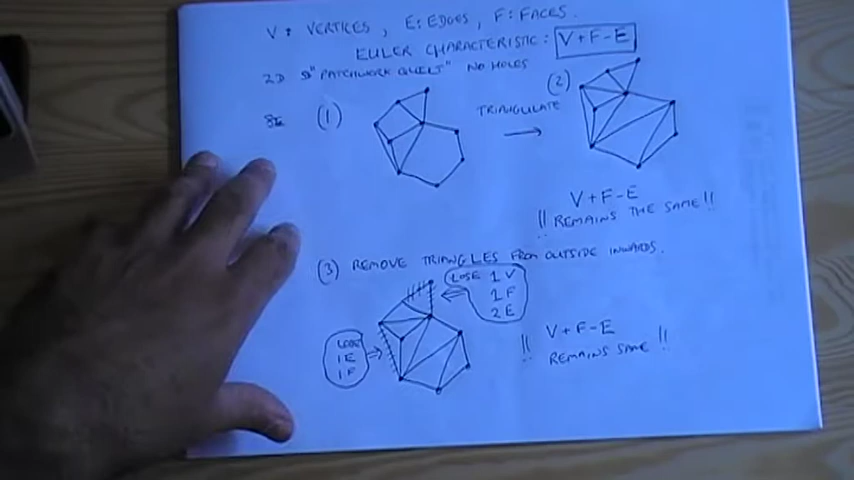 V: VERTICES, E: EDGES, F: FACES.
EULER CHARACTERISTIC: V+F-E
2D "PATCHWORK QUILT" NO HOLES
(1)
TRIANGULATE
(2)
V+F-E
!! REMAINS THE SAME !!
(3) REMOVE TRIANGLES FROM OUTSIDE INWARDS.
LOSE 1 V
1 F
2 E
LOSE
1 E
1 F
V+F-E
!! REMAINS SAME !!